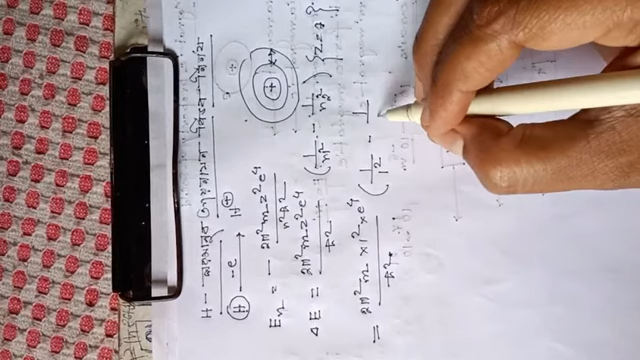 H - পরমাণুর আয়নায়ন বিভব নির্ণয়
H -e → H⊕
Eₙ = - 2π²mz²e⁴ / n²h²
ΔE = 2π²mz²e⁴ / h² (1/n₁² - 1/n₂²) {z=1}
= 2π²m×1²×e⁴ / h² (1/1² - 1